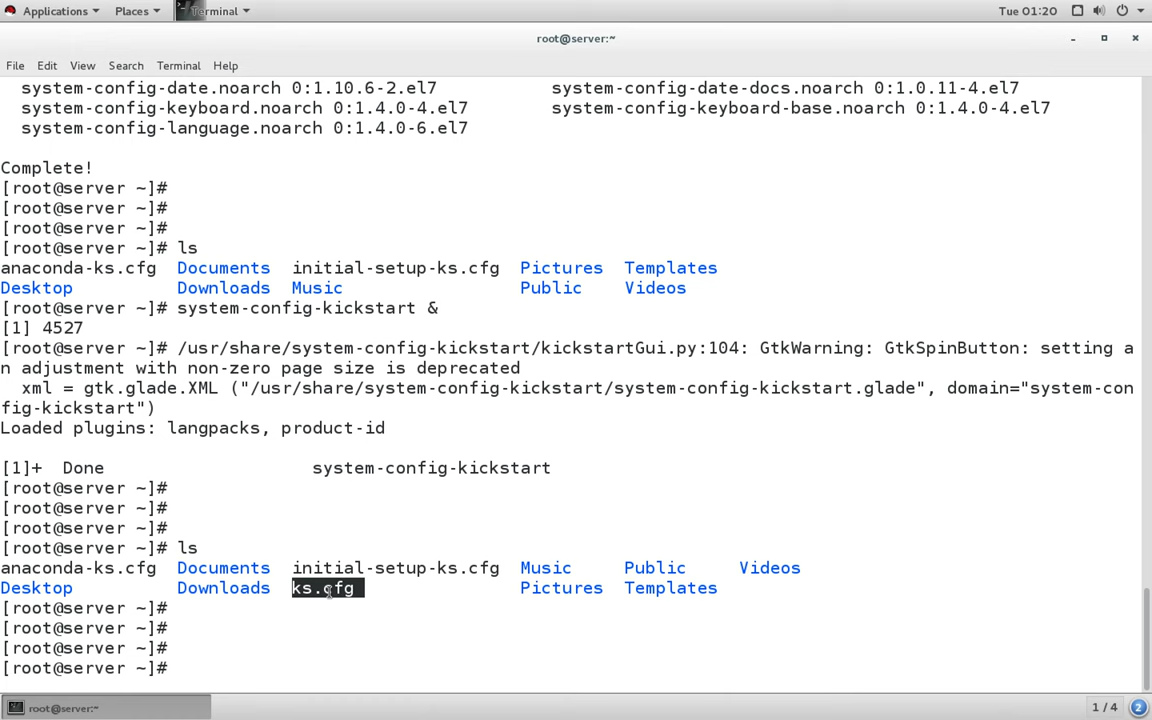 Applications Places Terminal Tue 01:20
root@server:~
File Edit View Search Terminal Help
system-config-date.noarch 0:1.10.6-2.el7 system-config-date-docs.noarch 0:1.0.11-4.el7
system-config-keyboard.noarch 0:1.4.0-4.el7 system-config-keyboard-base.noarch 0:1.4.0-4.el7
system-config-language.noarch 0:1.4.0-6.el7
Complete!
[root@server ~]#
[root@server ~]#
[root@server ~]#
[root@server ~]# ls
anaconda-ks.cfg Documents initial-setup-ks.cfg Pictures Templates
Desktop Downloads Music Public Videos
[root@server ~]# system-config-kickstart &
[1] 4527
[root@server ~]# /usr/share/system-config-kickstart/kickstartGui.py:104: GtkWarning: GtkSpinButton: setting a
n adjustment with non-zero page size is deprecated
xml = gtk.glade.XML ("/usr/share/system-config-kickstart/system-config-kickstart.glade", domain="system-con
fig-kickstart")
Loaded plugins: langpacks, product-id
[1]+ Done system-config-kickstart
[root@server ~]#
[root@server ~]#
[root@server ~]#
[root@server ~]# ls
anaconda-ks.cfg Documents initial-setup-ks.cfg Music Public Videos
Desktop Downloads ks.cfg Pictures Templates
[root@server ~]#
[root@server ~]#
[root@server ~]#
[root@server ~]#
root@server:~ 1 / 4 2